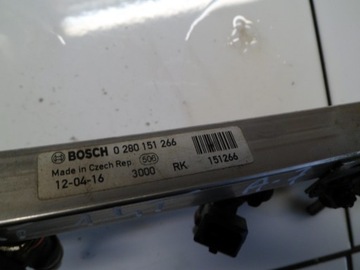 BOSCH 0 280 151 266
Made in Czech Rep. 506
12-04-16 3000 RK 151266